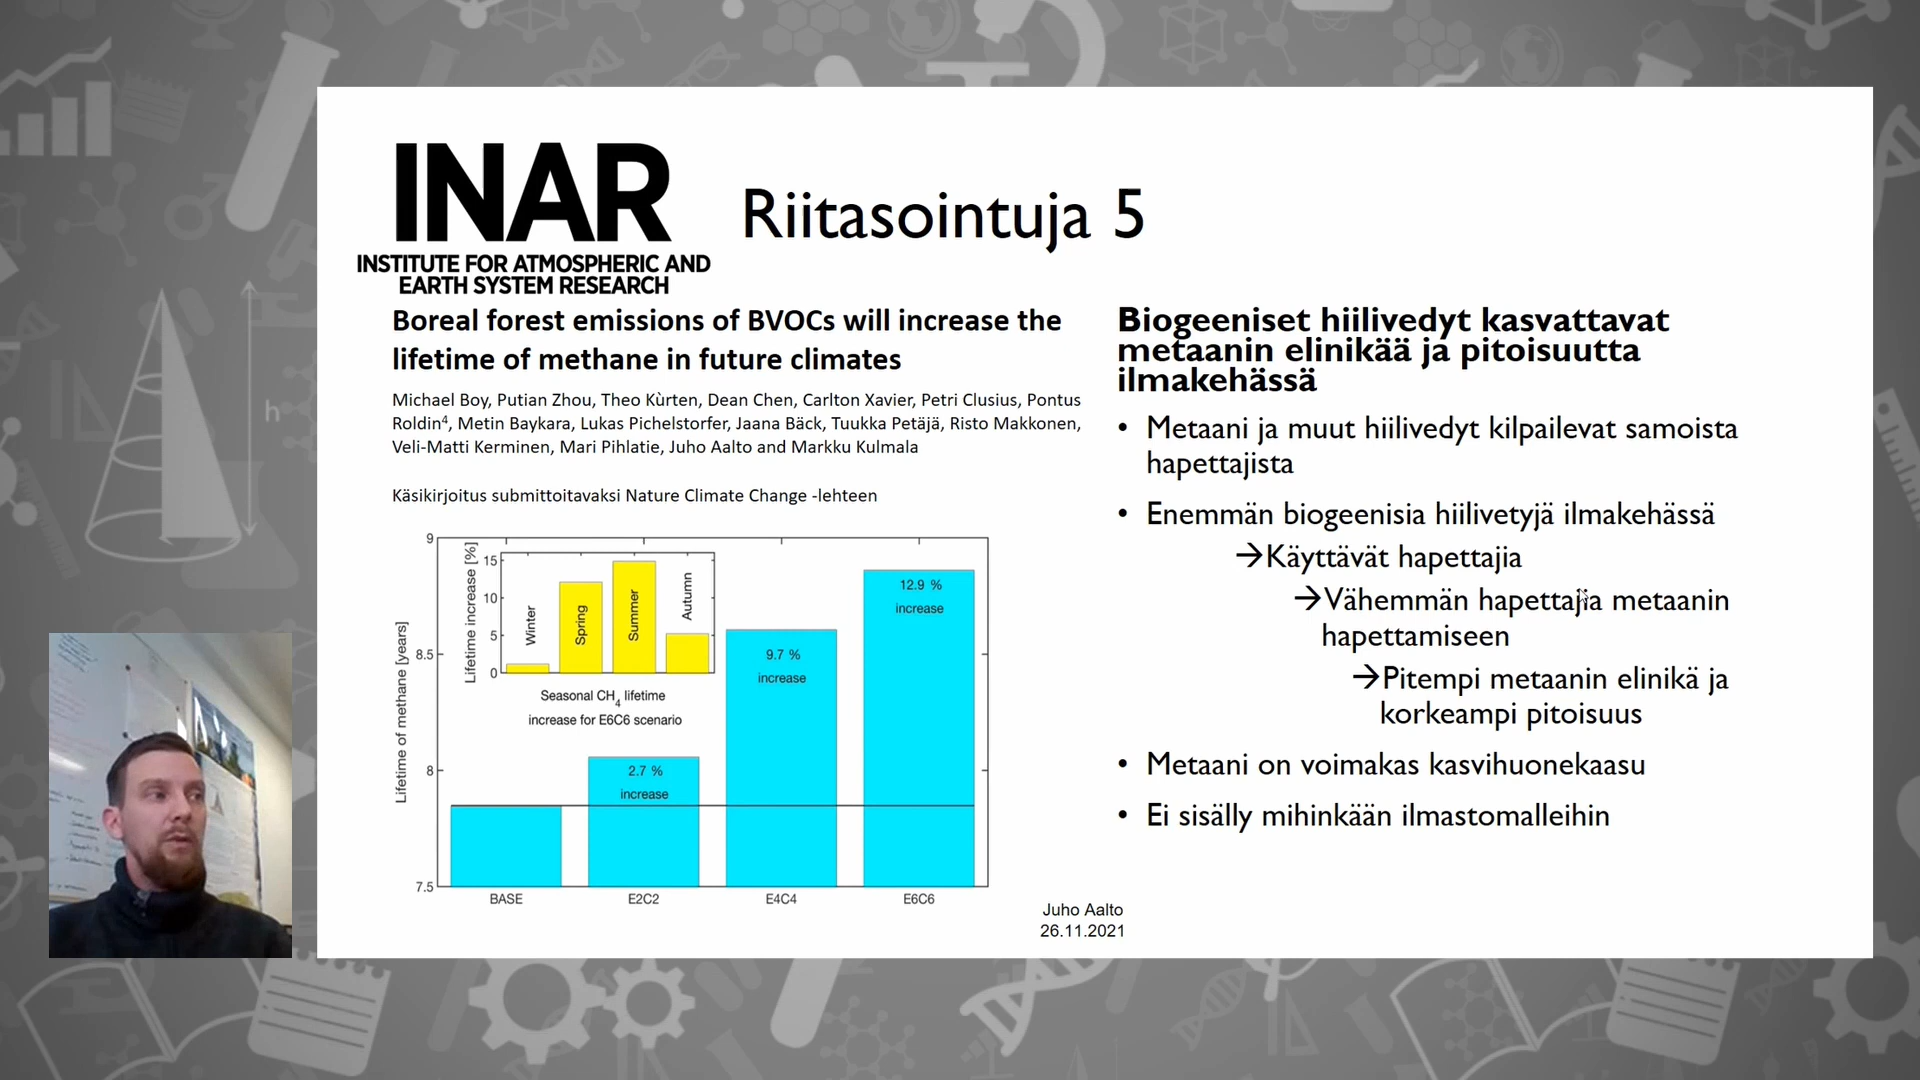 INAR
INSTITUTE FOR ATMOSPHERIC AND
EARTH SYSTEM RESEARCH
Riitasointuja 5
Boreal forest emissions of BVOCs will increase the
lifetime of methane in future climates
Michael Boy, Putian Zhou, Theo Kùrten, Dean Chen, Carlton Xavier, Petri Clusius, Pontus
Roldin⁴, Metin Baykara, Lukas Pichelstorfer, Jaana Bäck, Tuukka Petäjä, Risto Makkonen,
Veli-Matti Kerminen, Mari Pihlatie, Juho Aalto and Markku Kulmala
Käsikirjoitus submittoitavaksi Nature Climate Change -lehteen
Lifetime of methane [years]
9
8.5
8
7.5
Lifetime increase [%]
15
10
5
0
Winter
Spring
Summer
Autumn
Seasonal CH₄ lifetime
increase for E6C6 scenario
2.7 %
increase
9.7 %
increase
12.9 %
increase
BASE
E2C2
E4C4
E6C6
Biogeeniset hiilivedyt kasvattavat
metaanin elinikää ja pitoisuutta
ilmakehässä
• Metaani ja muut hiilivedyt kilpailevat samoista
hapettajista
• Enemmän biogeenisia hiilivetyjä ilmakehässä
→Käyttävät hapettajia
→Vähemmän hapettajia metaanin
hapettamiseen
→Pitempi metaanin elinikä ja
korkeampi pitoisuus
• Metaani on voimakas kasvihuonekaasu
• Ei sisälly mihinkään ilmastomalleihin
Juho Aalto
26.11.2021
h